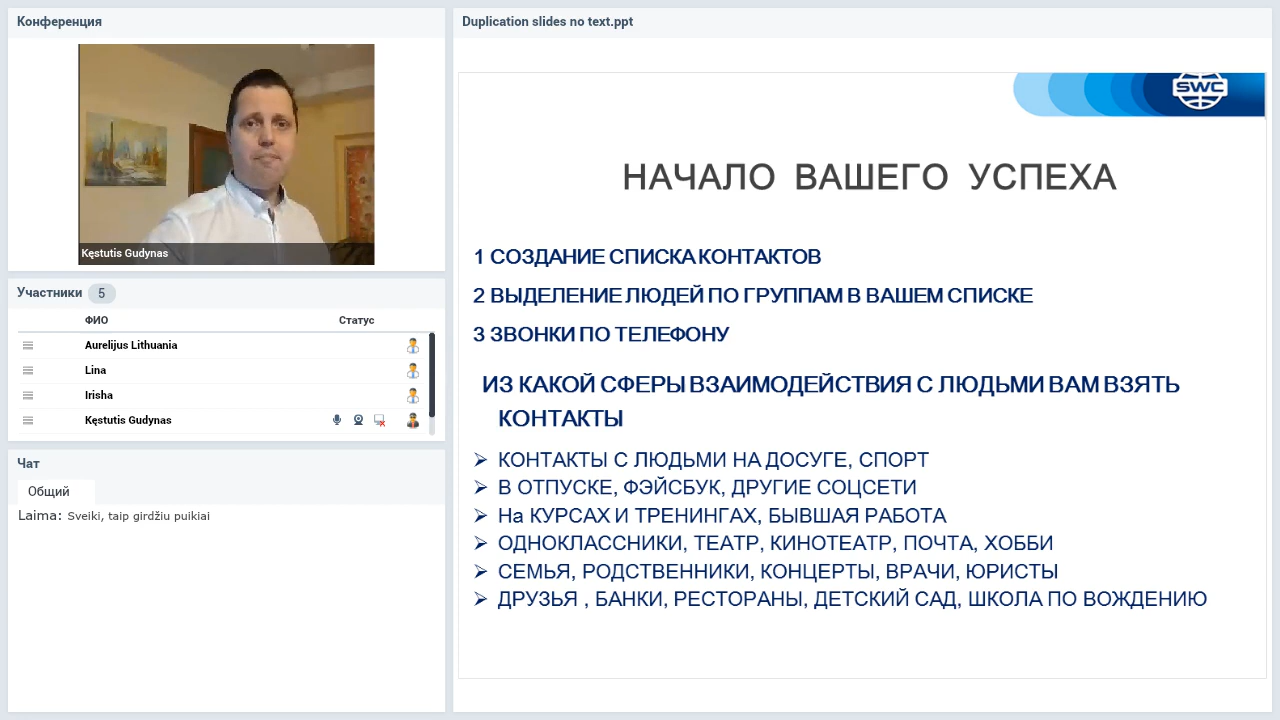 Конференция
Kęstutis Gudynas
Участники 5
ФИО Статус
Aurelijus Lithuania
Lina
Irisha
Kęstutis Gudynas
Чат
Общий
Laima: Sveiki, taip girdžiu puikiai
Duplication slides no text.ppt
SWC
НАЧАЛО ВАШЕГО УСПЕХА
1 СОЗДАНИЕ СПИСКА КОНТАКТОВ
2 ВЫДЕЛЕНИЕ ЛЮДЕЙ ПО ГРУППАМ В ВАШЕМ СПИСКЕ
3 ЗВОНКИ ПО ТЕЛЕФОНУ
ИЗ КАКОЙ СФЕРЫ ВЗАИМОДЕЙСТВИЯ С ЛЮДЬМИ ВАМ ВЗЯТЬ
КОНТАКТЫ
КОНТАКТЫ С ЛЮДЬМИ НА ДОСУГЕ, СПОРТ
В ОТПУСКЕ, ФЭЙСБУК, ДРУГИЕ СОЦСЕТИ
На КУРСАХ И ТРЕНИНГАХ, БЫВШАЯ РАБОТА
ОДНОКЛАССНИКИ, ТЕАТР, КИНОТЕАТР, ПОЧТА, ХОББИ
СЕМЬЯ, РОДСТВЕННИКИ, КОНЦЕРТЫ, ВРАЧИ, ЮРИСТЫ
ДРУЗЬЯ , БАНКИ, РЕСТОРАНЫ, ДЕТСКИЙ САД, ШКОЛА ПО ВОЖДЕНИЮ